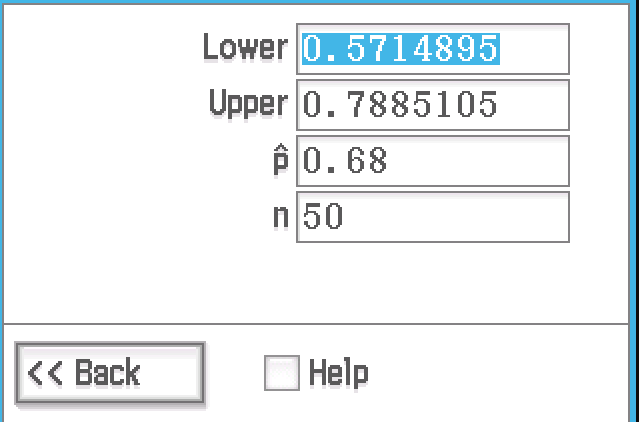 Lower 0.5714895
Upper 0.7885105
p̂ 0.68
n 50
<< Back Help